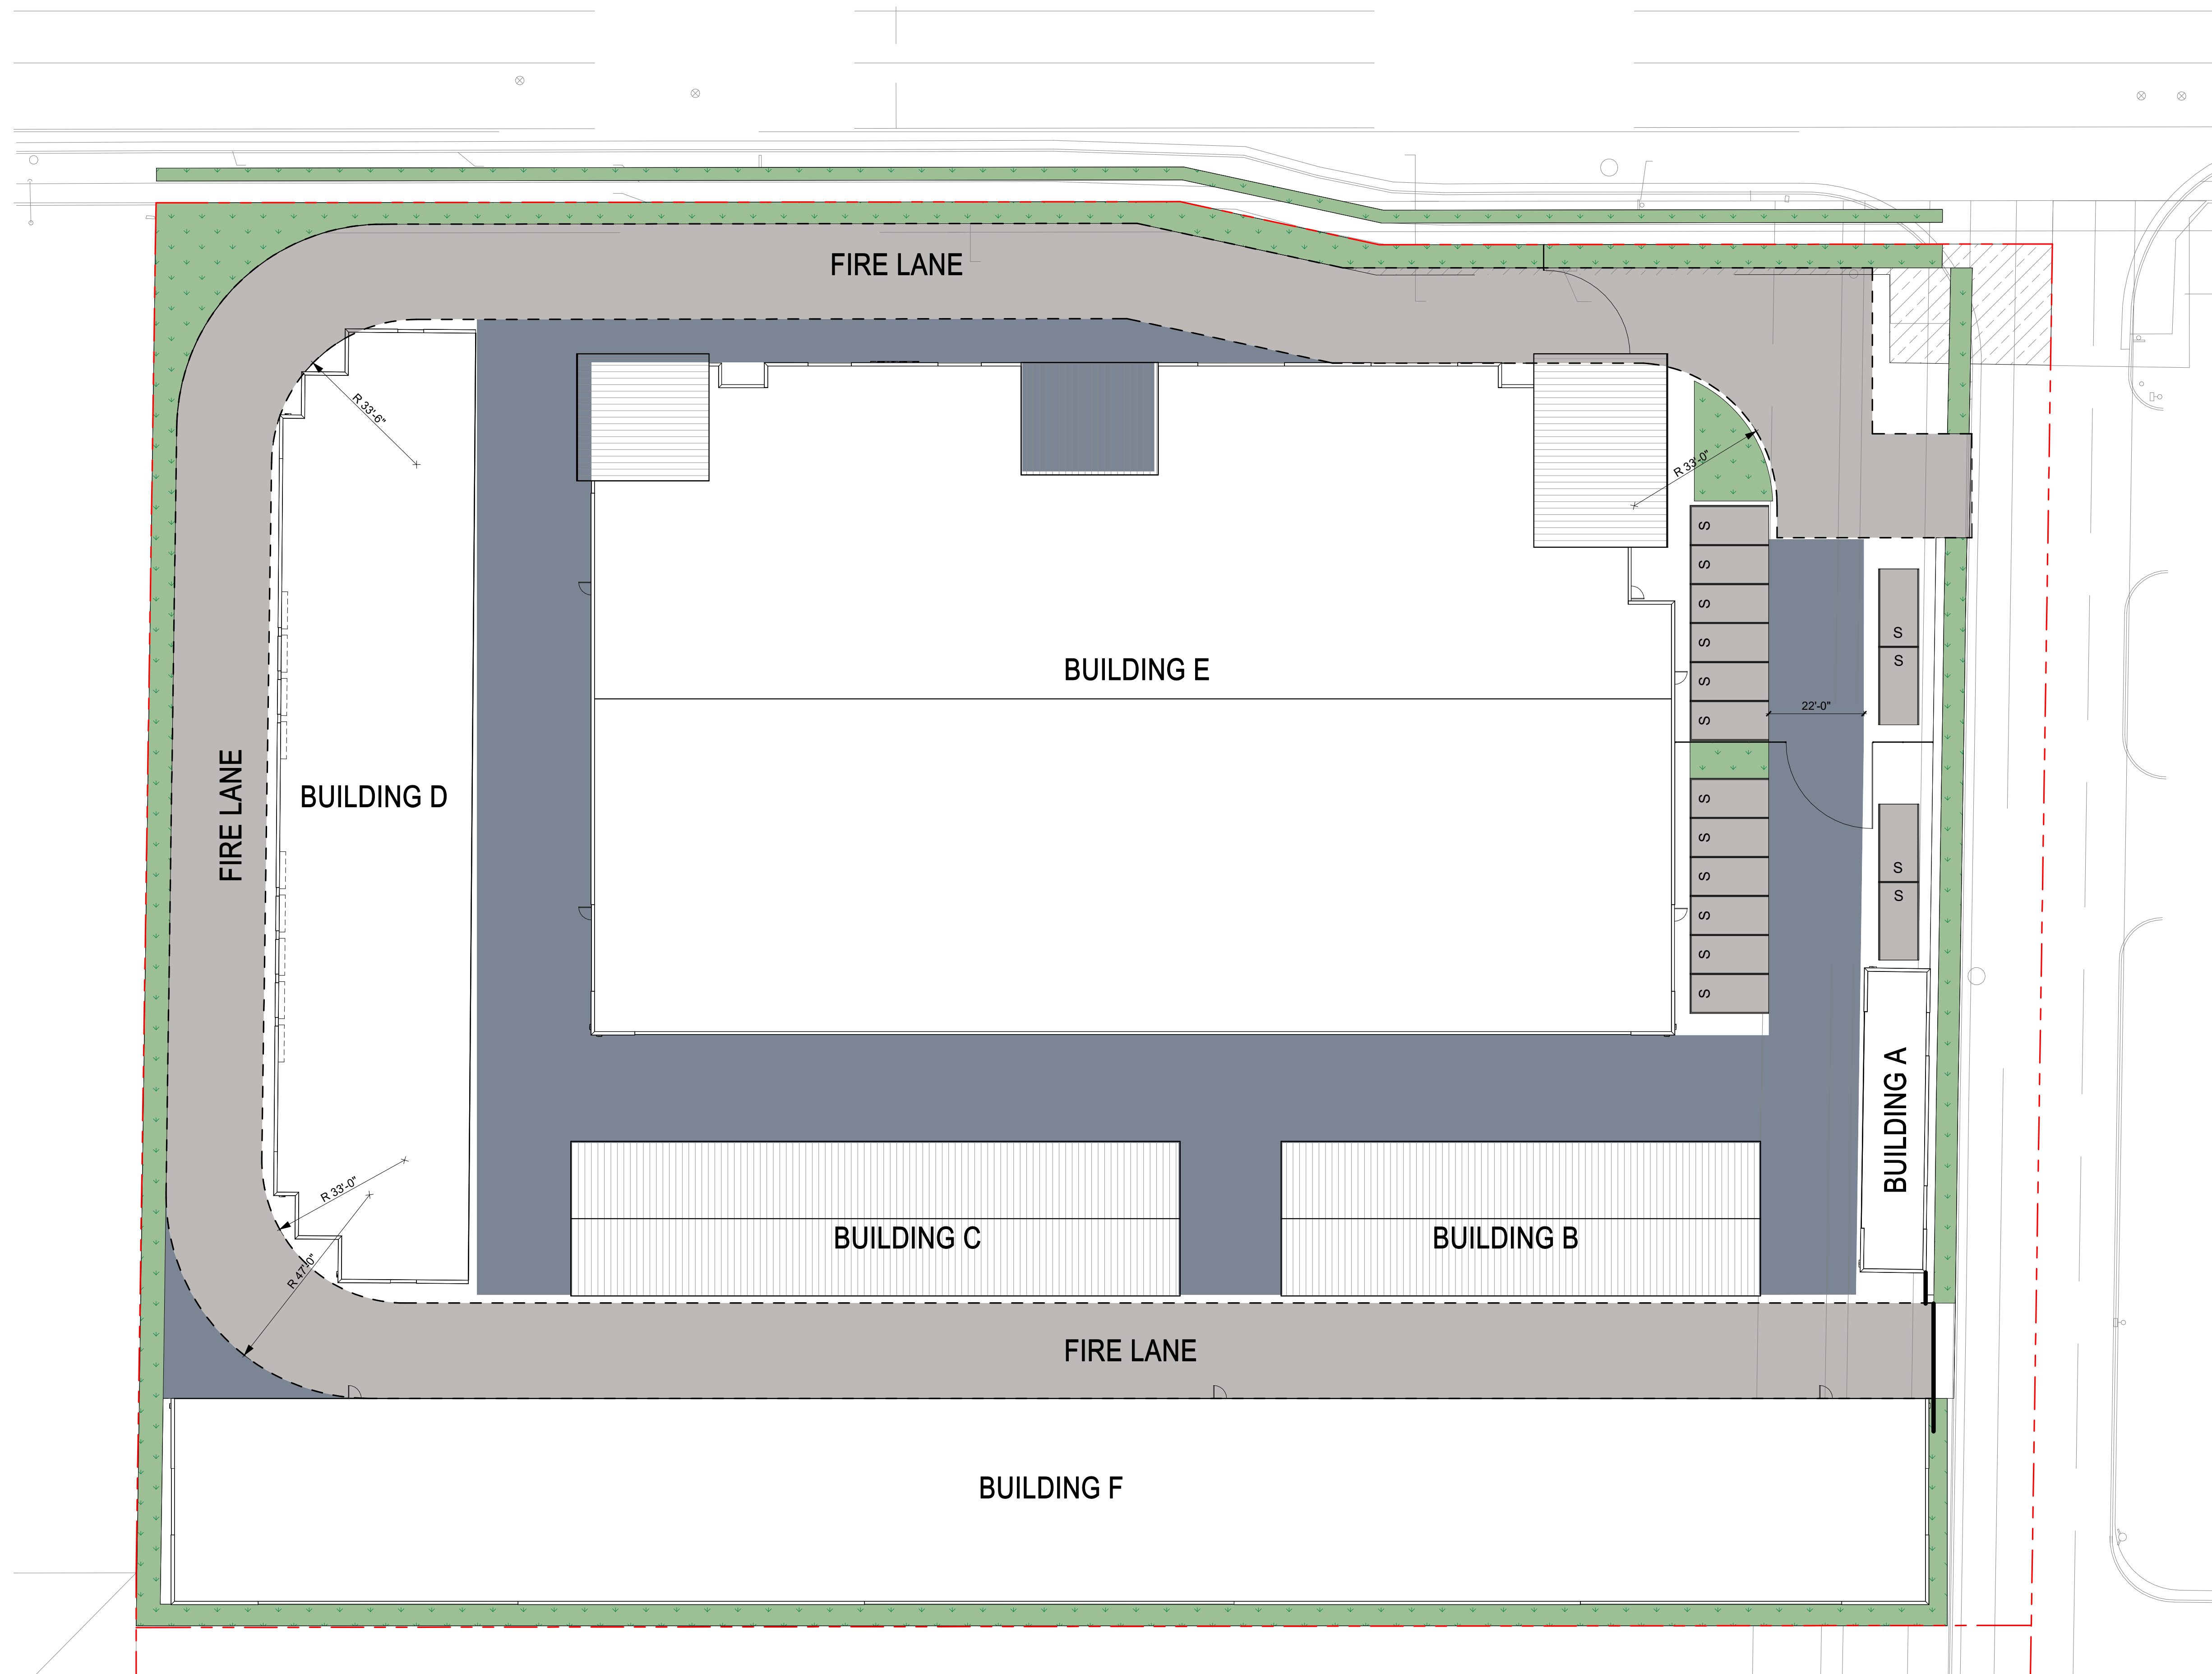 FIRE LANE
R 33'-6"
R 33'-0"
S
S
S
S
S
S
S
S
BUILDING E
22'-0"
FIRE LANE
BUILDING D
S
S
S
S
S
S
S
S
BUILDING A
R 33'-0"
R 47'-0"
BUILDING C
BUILDING B
FIRE LANE
BUILDING F